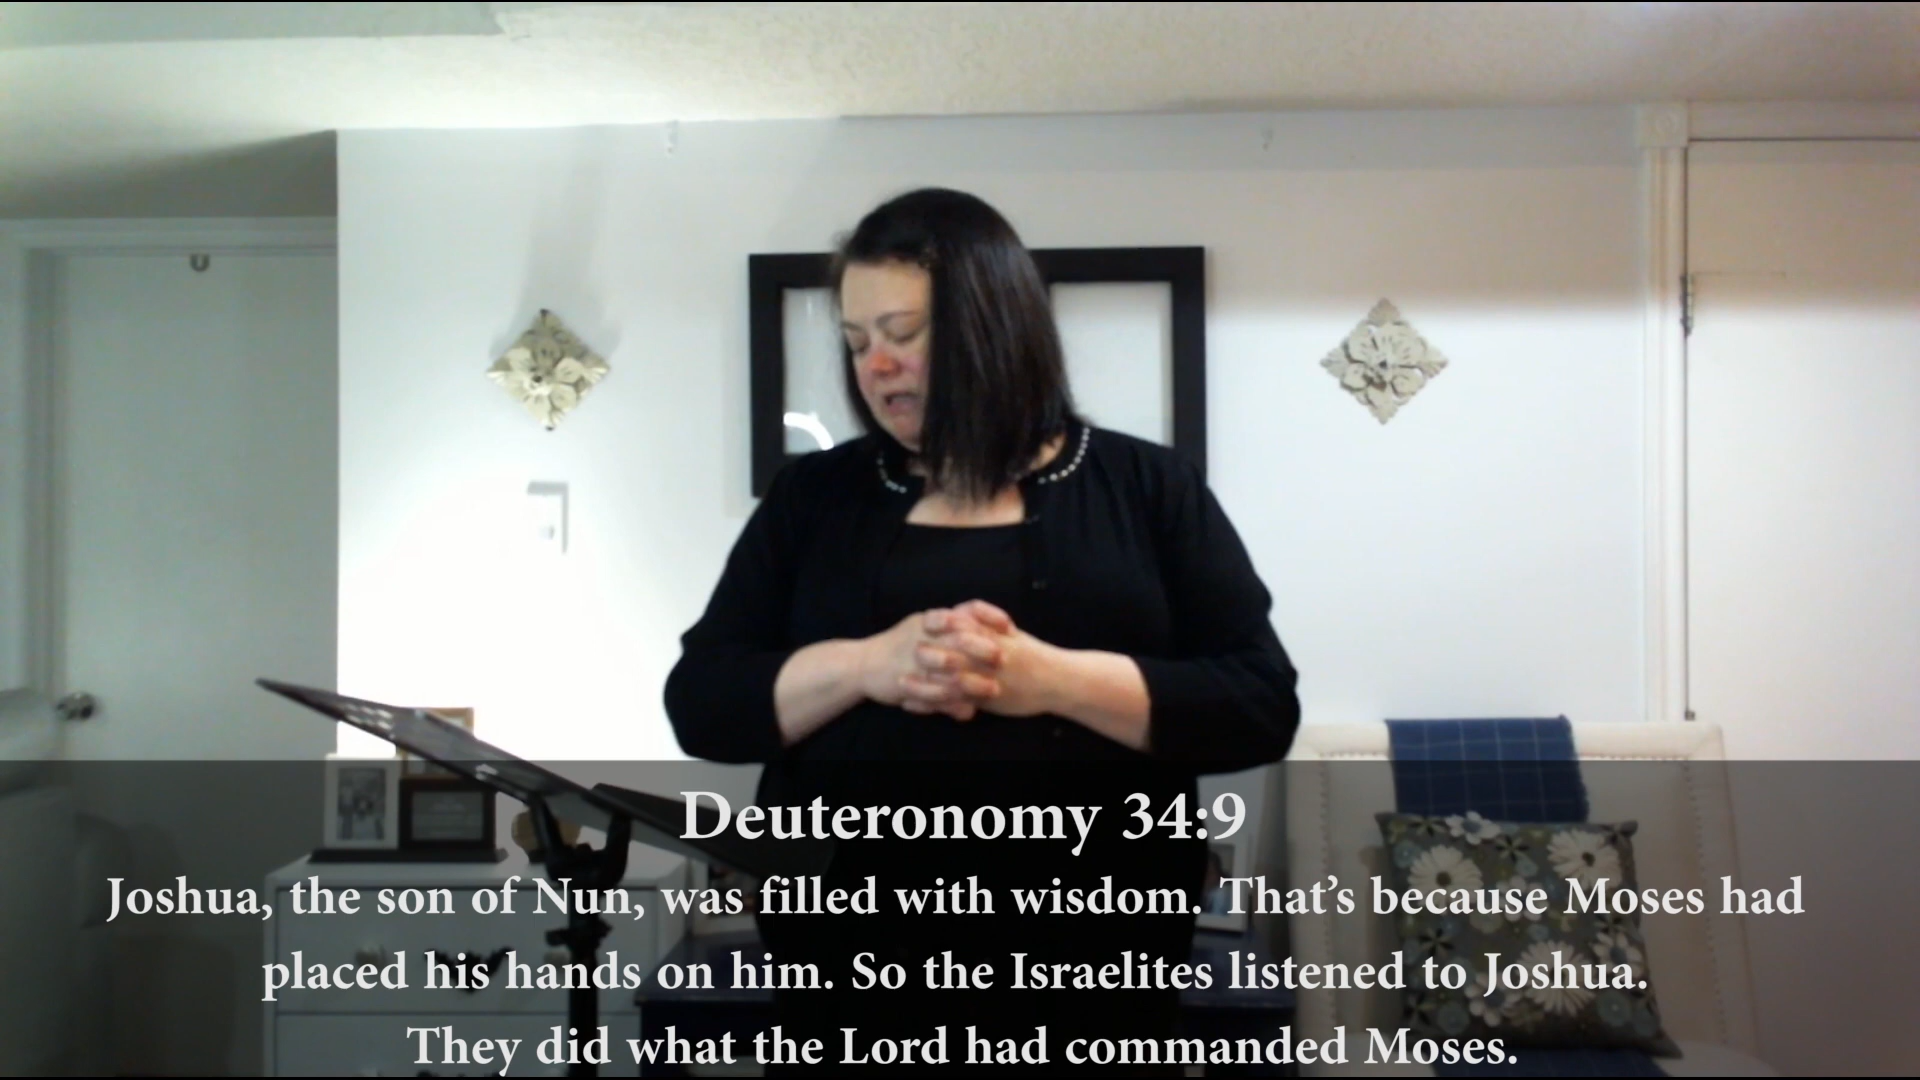 Deuteronomy 34:9
Joshua, the son of Nun, was filled with wisdom. That’s because Moses had
placed his hands on him. So the Israelites listened to Joshua.
They did what the Lord had commanded Moses.